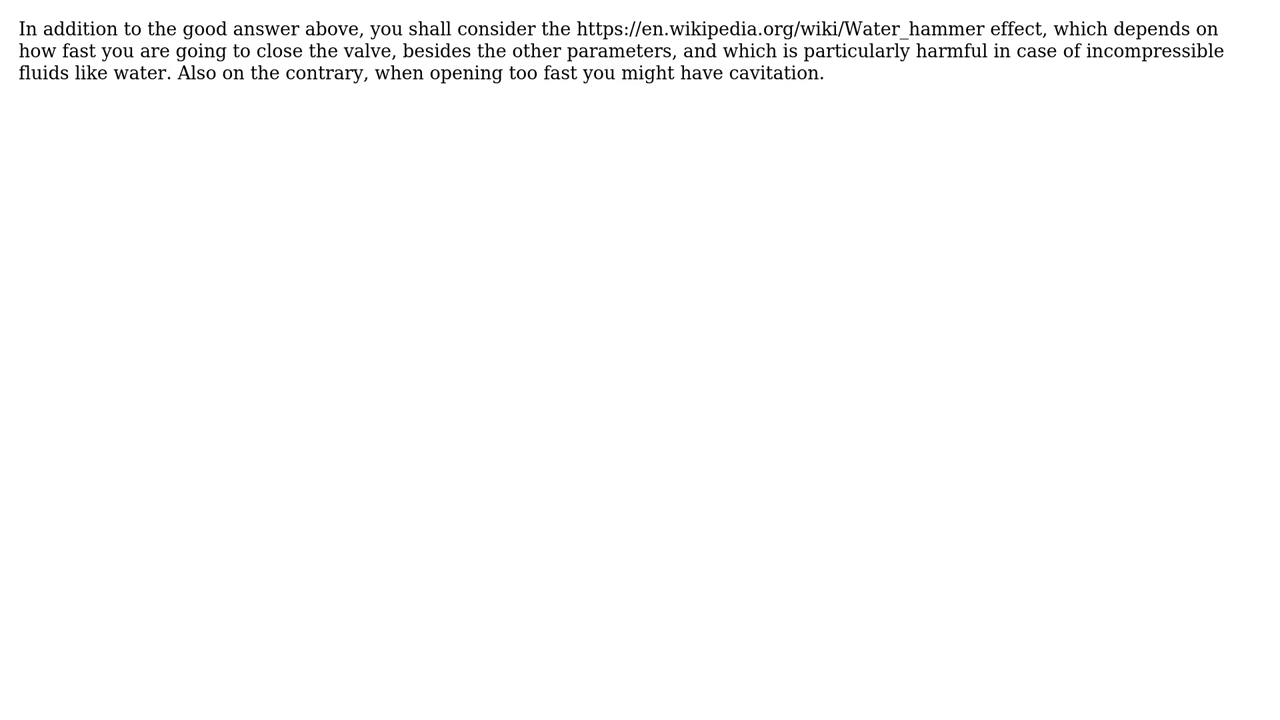 In addition to the good answer above, you shall consider the https://en.wikipedia.org/wiki/Water_hammer effect, which depends on
how fast you are going to close the valve, besides the other parameters, and which is particularly harmful in case of incompressible
fluids like water. Also on the contrary, when opening too fast you might have cavitation.